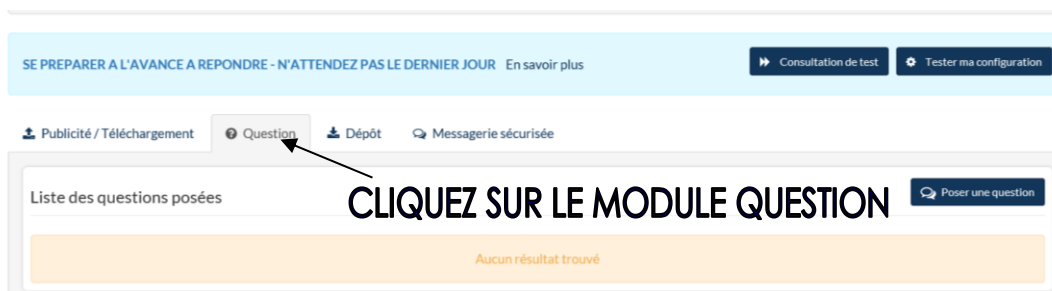 SE PREPARER A L'AVANCE A REPONDRE - N'ATTENDEZ PAS LE DERNIER JOUR En savoir plus Consultation de test Tester ma configuration
Publicité / Téléchargement Question Dépôt Messagerie sécurisée
Liste des questions posées CLIQUEZ SUR LE MODULE QUESTION Poser une question
Aucun résultat trouvé